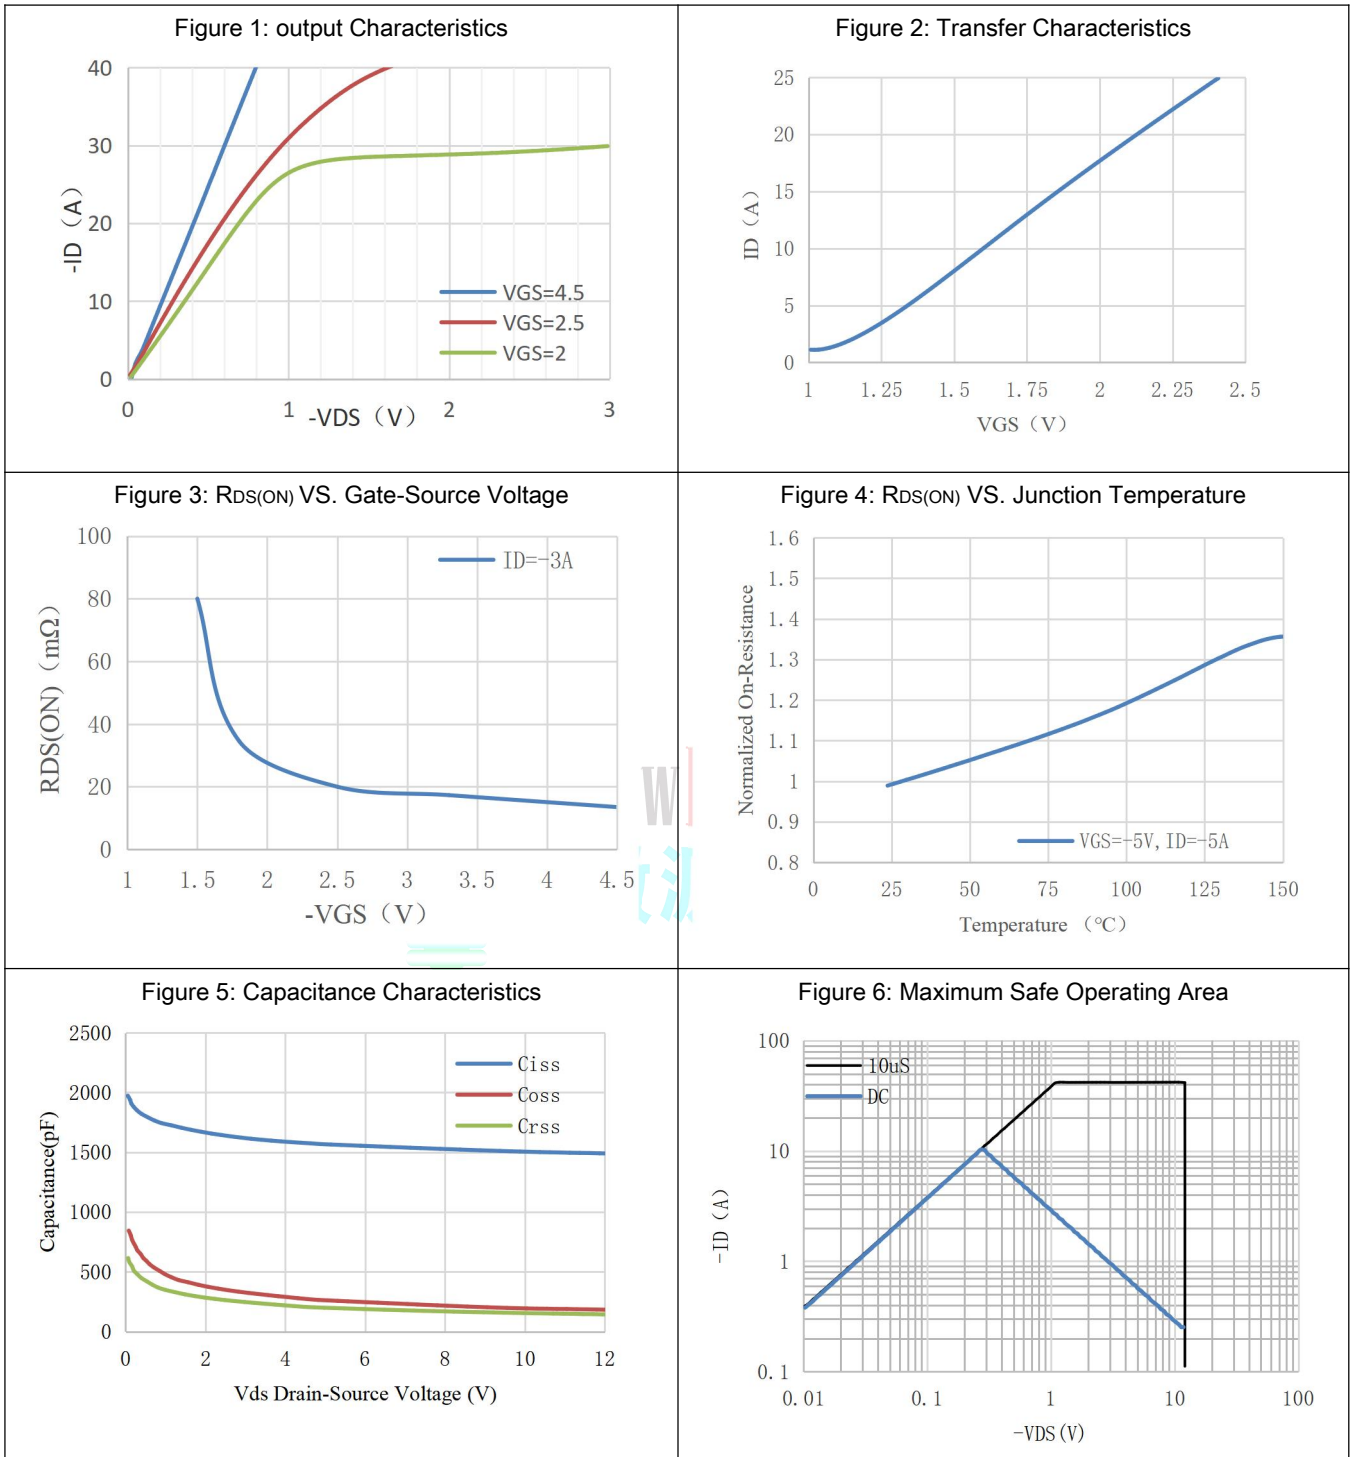 Figure 1: output Characteristics
40
30
20
10
0
-ID（A）
VGS=4.5
VGS=2.5
VGS=2
0 1 2 3
-VDS（V）
Figure 2: Transfer Characteristics
25
20
15
10
5
0
ID（A）
1 1.25 1.5 1.75 2 2.25 2.5
VGS（V）
Figure 3: RDS(ON) VS. Gate-Source Voltage
100
80
60
40
20
0
RDS(ON)（mΩ）
ID=-3A
1 1.5 2 2.5 3 3.5 4 4.5
-VGS（V）
Figure 4: RDS(ON) VS. Junction Temperature
1.6
1.5
1.4
1.3
1.2
1.1
1
0.9
0.8
Normalized On-Resistance
VGS=-5V, ID=-5A
0 25 50 75 100 125 150
Temperature （℃）
W
Figure 5: Capacitance Characteristics
2500
2000
1500
1000
500
0
Capacitance(pF)
Ciss
Coss
Crss
0 2 4 6 8 10 12
Vds Drain-Source Voltage (V)
Figure 6: Maximum Safe Operating Area
100
10
1
0.1
-ID（A）
10uS
DC
0.01 0.1 1 10 100
-VDS(V)